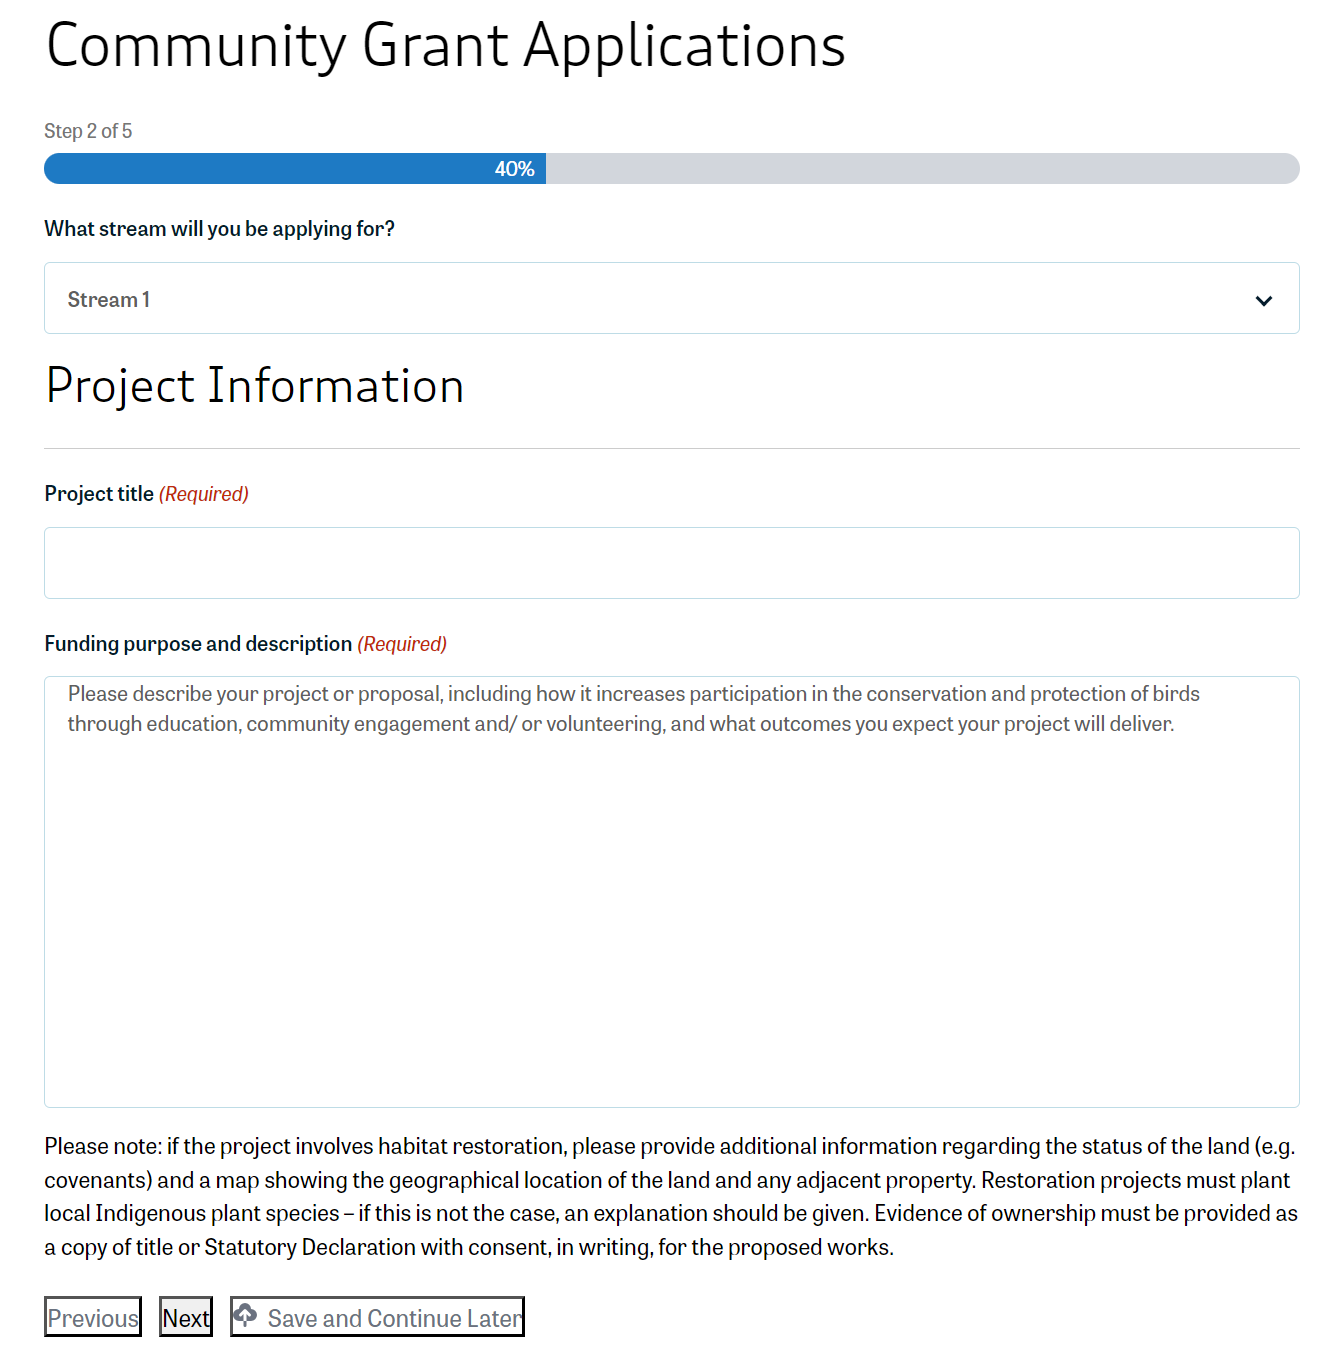 Community Grant Applications
Step 2 of 5
40%
What stream will you be applying for?
Stream 1
Project Information
Project title (Required)
Funding purpose and description (Required)
Please describe your project or proposal, including how it increases participation in the conservation and protection of birds
through education, community engagement and/ or volunteering, and what outcomes you expect your project will deliver.
Please note: if the project involves habitat restoration, please provide additional information regarding the status of the land (e.g.
covenants) and a map showing the geographical location of the land and any adjacent property. Restoration projects must plant
local Indigenous plant species – if this is not the case, an explanation should be given. Evidence of ownership must be provided as
a copy of title or Statutory Declaration with consent, in writing, for the proposed works.
Previous Next Save and Continue Later